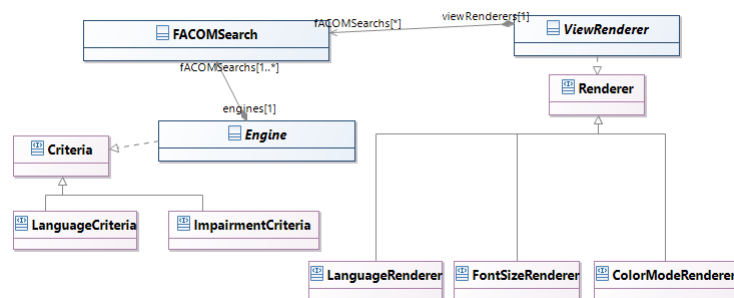 FACOMSearch
fACOMSearchs[*]
viewRenderers[1]
ViewRenderer
fACOMSearchs[1..*]
Renderer
engines[1]
Engine
Criteria
LanguageCriteria
ImpairmentCriteria
LanguageRenderer
FontSizeRenderer
ColorModeRenderer